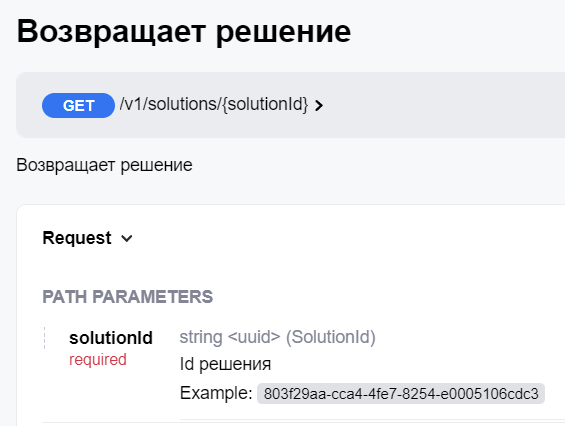 Возвращает решение
GET /v1/solutions/{solutionId}
Возвращает решение
Request
PATH PARAMETERS
solutionId string <uuid> (SolutionId)
required
Id решения
Example: 803f29aa-cca4-4fe7-8254-e0005106cdc3